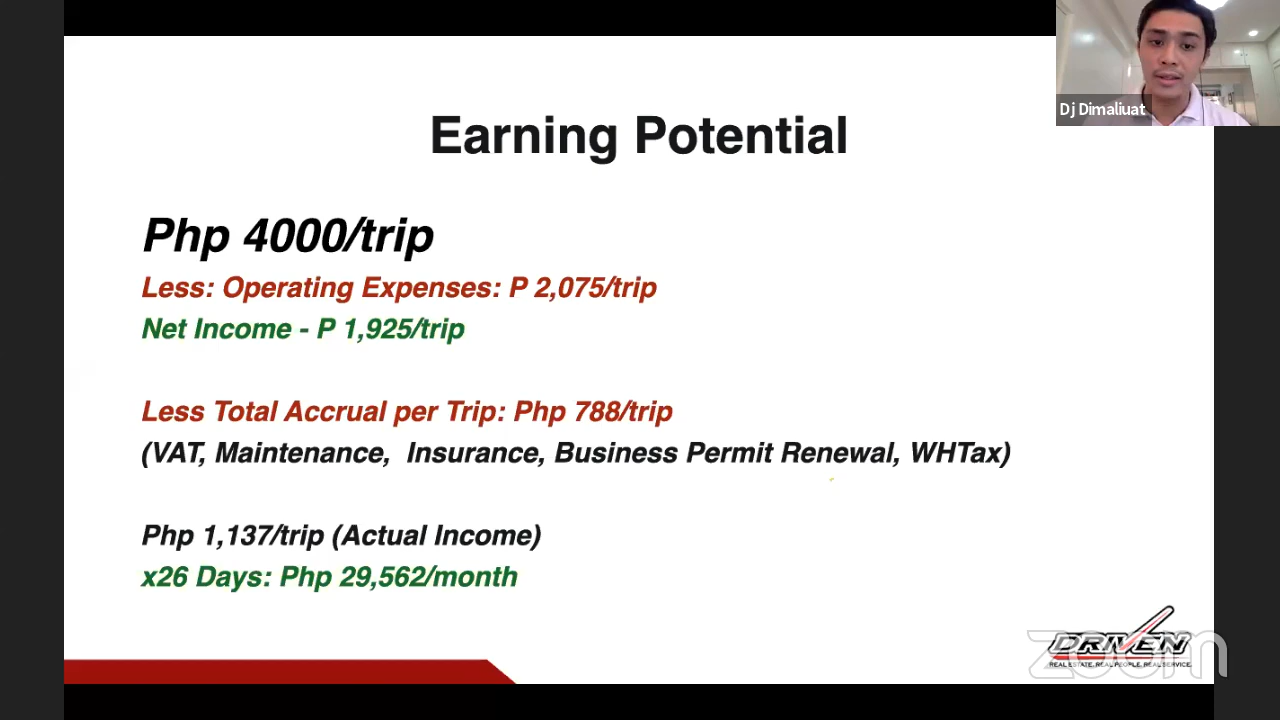 Dj Dimaliuat
Earning Potential
Php 4000/trip
Less: Operating Expenses: P 2,075/trip
Net Income - P 1,925/trip
Less Total Accrual per Trip: Php 788/trip
(VAT, Maintenance, Insurance, Business Permit Renewal, WHTax)
Php 1,137/trip (Actual Income)
x26 Days: Php 29,562/month
DRIVEN
zoom
REAL ESTATE. REAL PEOPLE. REAL SERVICE.